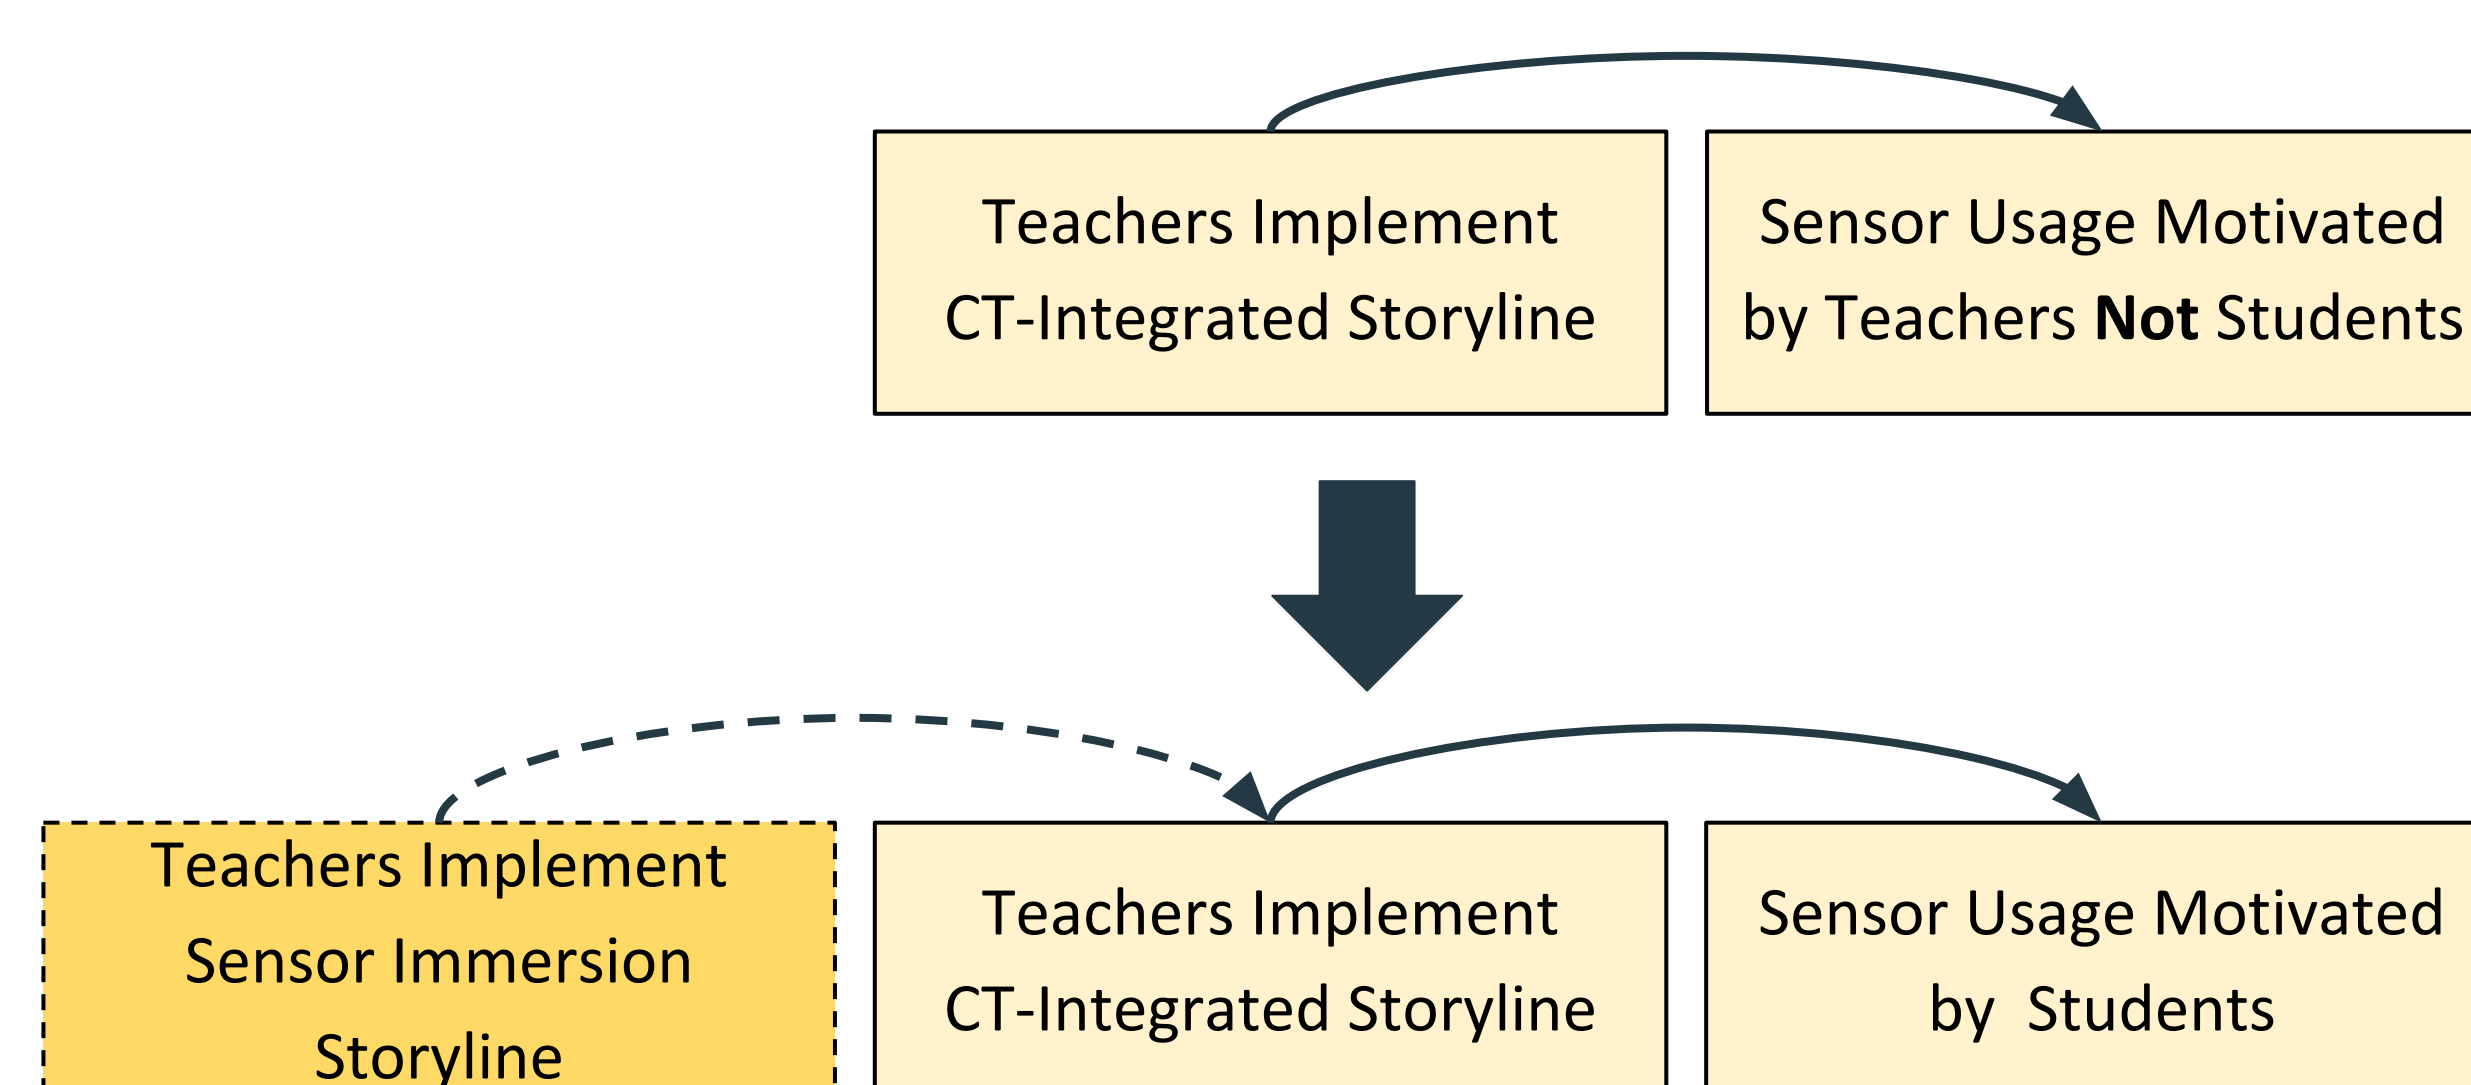 Teachers Implement
CT-Integrated Storyline
Sensor Usage Motivated
by Teachers Not Students
Teachers Implement
Sensor Immersion
Storyline
Teachers Implement
CT-Integrated Storyline
Sensor Usage Motivated
by  Students